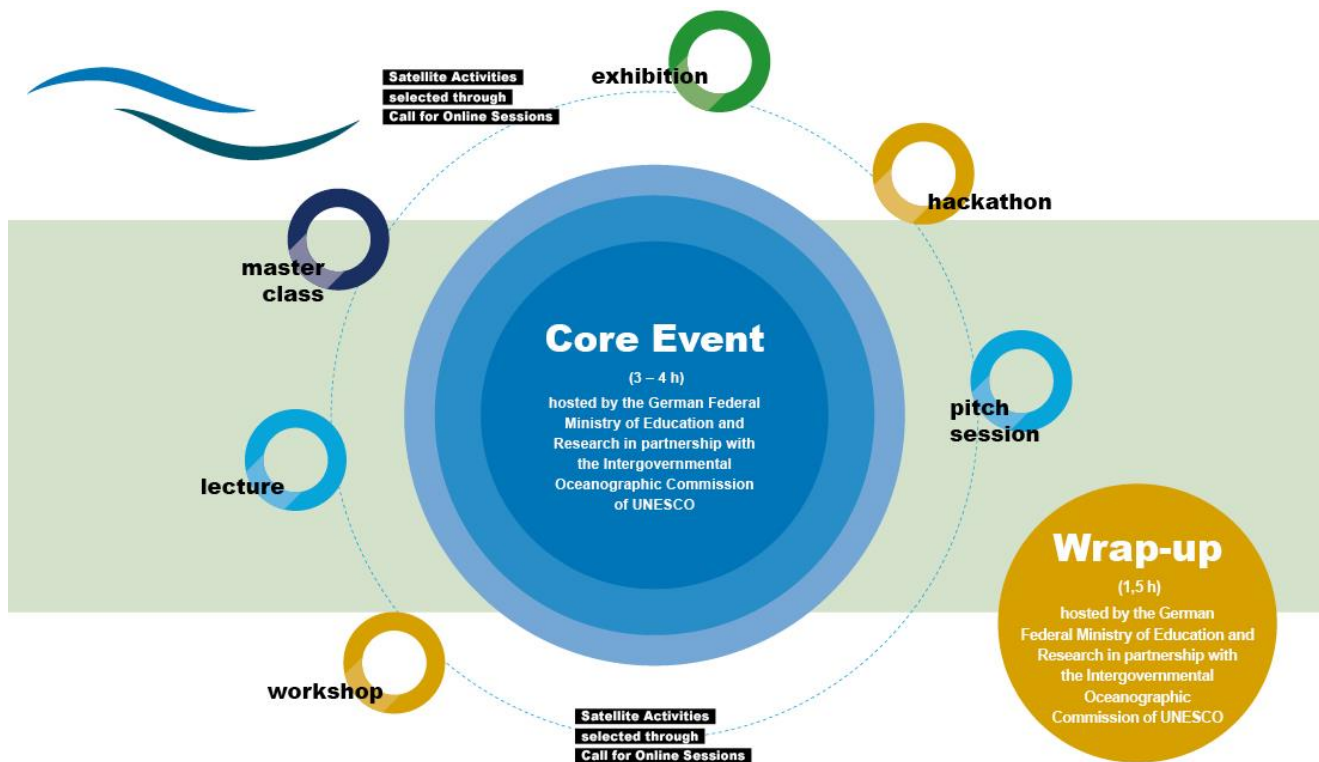 Satellite Activities
selected through
Call for Online Sessions
exhibition
hackathon
master
class
Core Event
(3 – 4 h)
hosted by the German Federal
Ministry of Education and
Research in partnership with
the Intergovernmental
Oceanographic Commission
of UNESCO
pitch
session
lecture
Wrap-up
(1,5 h)
hosted by the German
Federal Ministry of Education and
Research in partnership with
the Intergovernmental
Oceanographic
Commission of UNESCO
workshop
Satellite Activities
selected through
Call for Online Sessions